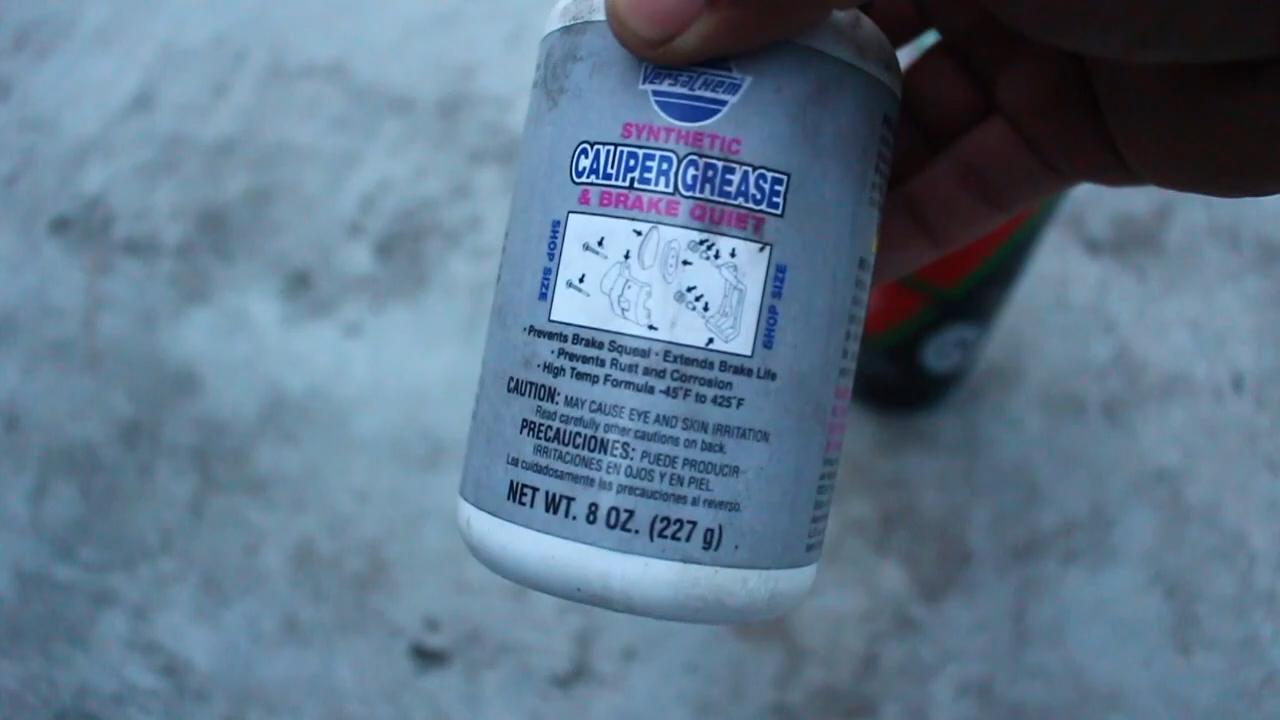 VersaChem
SYNTHETIC
CALIPER GREASE
& BRAKE QUIET
SHOP SIZE
SHOP SIZE
· Prevents Brake Squeal · Extends Brake Life
· Prevents Rust and Corrosion
· High Temp Formula -45°F to 425°F
CAUTION: MAY CAUSE EYE AND SKIN IRRITATION
Read carefully other cautions on back.
PRECAUCIONES: PUEDE PRODUCIR
IRRITACIONES EN OJOS Y EN PIEL.
Lea cuidadosamente las precauciones al reverso.
NET WT. 8 OZ. (227 g)